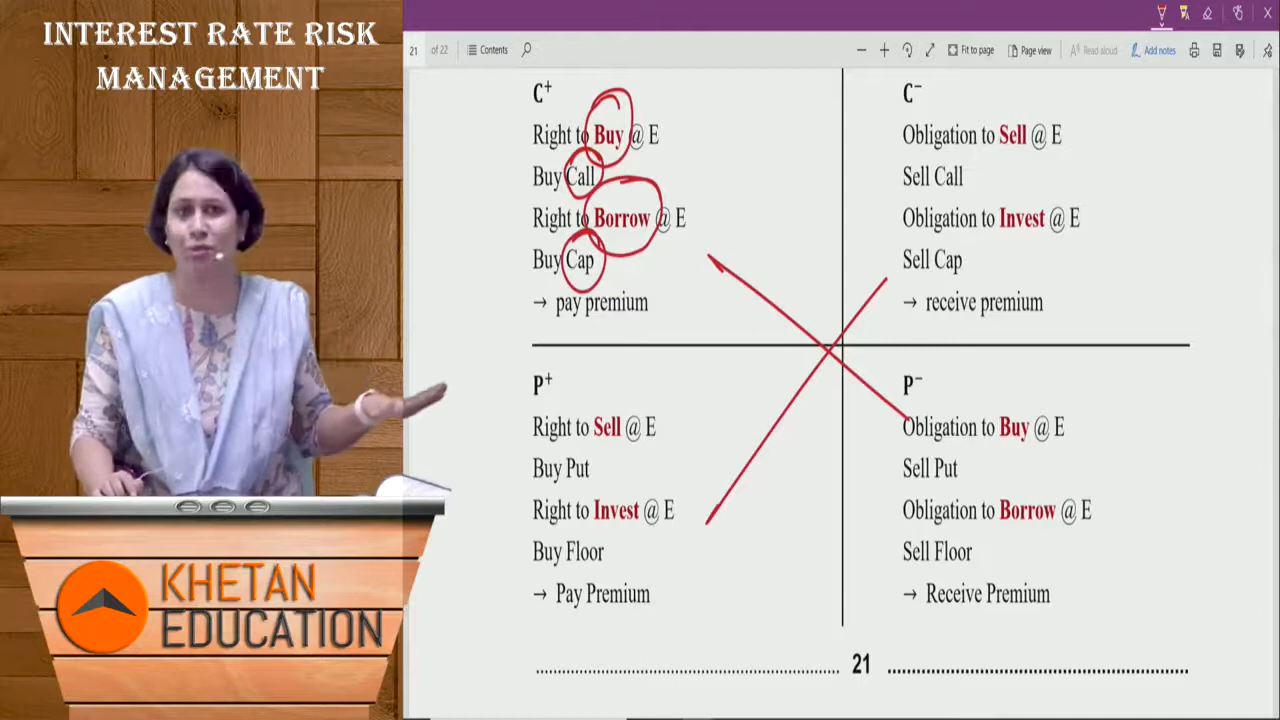 INTEREST RATE RISK
MANAGEMENT
21 of 22
Contents
Fit to page
Page view
Read aloud
Add notes
C+
Right to Buy @ E
Buy Call
Right to Borrow @ E
Buy Cap
→ pay premium
C−
Obligation to Sell @ E
Sell Call
Obligation to Invest @ E
Sell Cap
→ receive premium
P+
Right to Sell @ E
Buy Put
Right to Invest @ E
Buy Floor
→ Pay Premium
P−
Obligation to Buy @ E
Sell Put
Obligation to Borrow @ E
Sell Floor
→ Receive Premium
21
KHETAN
EDUCATION